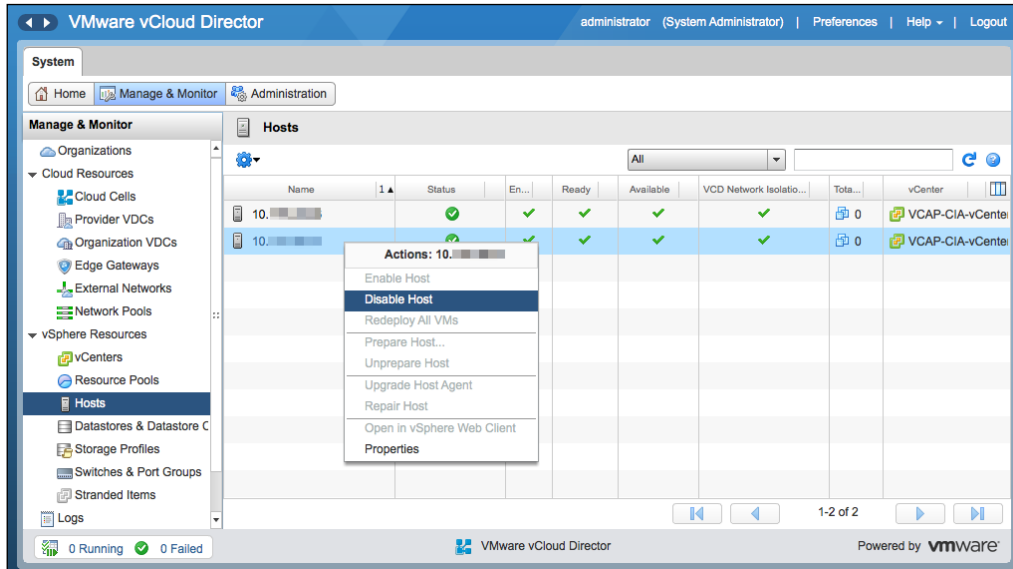 VMware vCloud Director
administrator (System Administrator) | Preferences | Help | Logout
System
Home Manage & Monitor Administration
Manage & Monitor
Organizations
Cloud Resources
Cloud Cells
Provider VDCs
Organization VDCs
Edge Gateways
External Networks
Network Pools
vSphere Resources
vCenters
Resource Pools
Hosts
Datastores & Datastore C
Storage Profiles
Switches & Port Groups
Stranded Items
Logs
Hosts
All
Name 1 Status En... Ready Available VCD Network Isolatio... Tota... vCenter
10. 0 VCAP-CIA-vCente
10. 0 VCAP-CIA-vCente
Actions: 10.
Enable Host
Disable Host
Redeploy All VMs
Prepare Host...
Unprepare Host
Upgrade Host Agent
Repair Host
Open in vSphere Web Client
Properties
1-2 of 2
0 Running 0 Failed
VMware vCloud Director
Powered by vmware